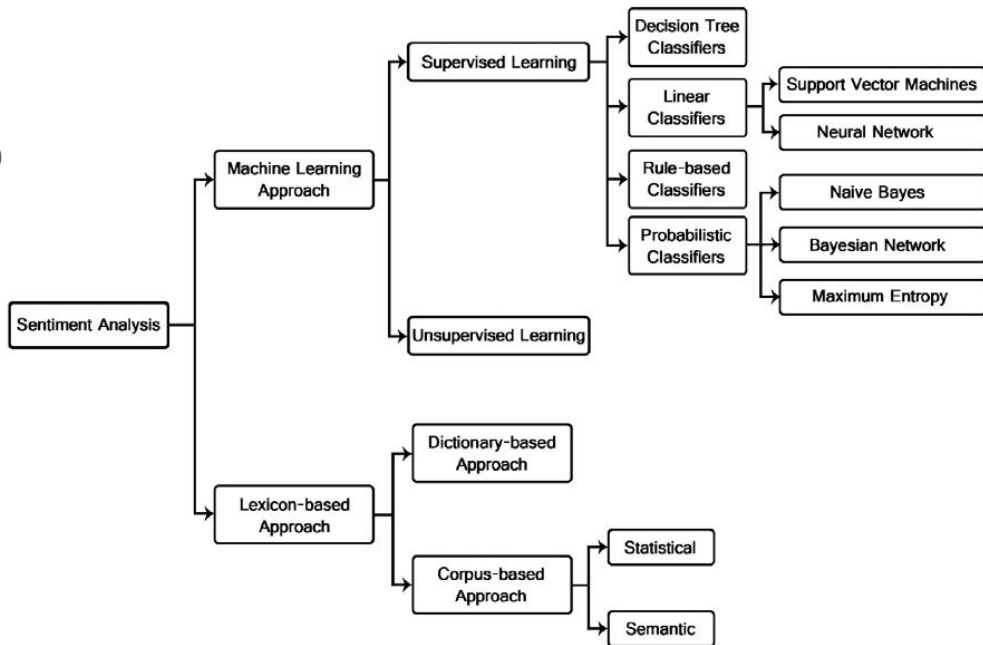 Decision Tree
Classifiers
Supervised Learning
Linear
Classifiers
Support Vector Machines
Neural Network
Machine Learning
Approach
Rule-based
Classifiers
Naive Bayes
Probabilistic
Classifiers
Bayesian Network
Maximum Entropy
Sentiment Analysis
Unsupervised Learning
Dictionary-based
Approach
Lexicon-based
Approach
Corpus-based
Approach
Statistical
Semantic